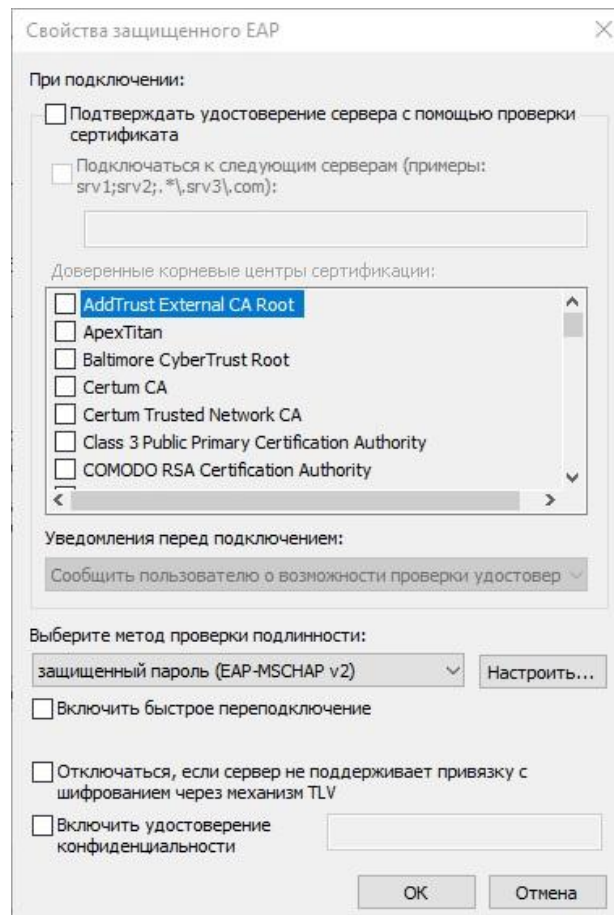 Свойства защищенного EAP
При подключении:
Подтверждать удостоверение сервера с помощью проверки
сертификата
Подключаться к следующим серверам (примеры:
srv1;srv2;.*\.srv3\.com):
Доверенные корневые центры сертификации:
AddTrust External CA Root
ApexTitan
Baltimore CyberTrust Root
Certum CA
Certum Trusted Network CA
Class 3 Public Primary Certification Authority
COMODO RSA Certification Authority
Уведомления перед подключением:
Сообщить пользователю о возможности проверки удостовер
Выберите метод проверки подлинности:
защищенный пароль (EAP-MSCHAP v2)
Настроить...
Включить быстрое переподключение
Отключаться, если сервер не поддерживает привязку с
шифрованием через механизм TLV
Включить удостоверение
конфиденциальности
ОК
Отмена